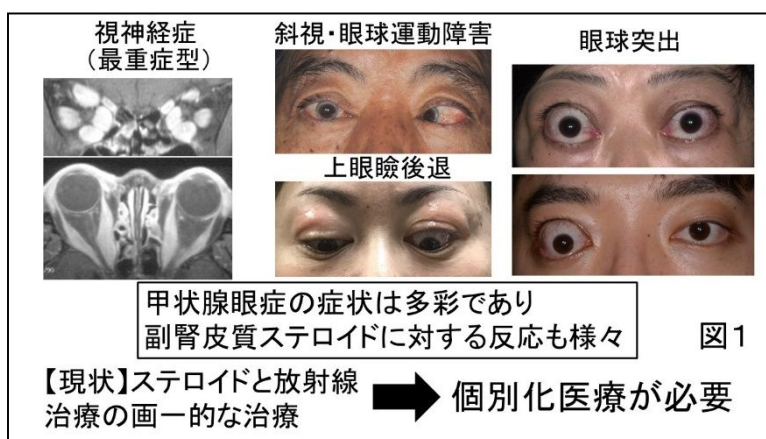 視神経症
（最重症型）
斜視・眼球運動障害
眼球突出
上眼瞼後退
甲状腺眼症の症状は多彩であり
副腎皮質ステロイドに対する反応も様々
図１
【現状】ステロイドと放射線
治療の画一的な治療
個別化医療が必要